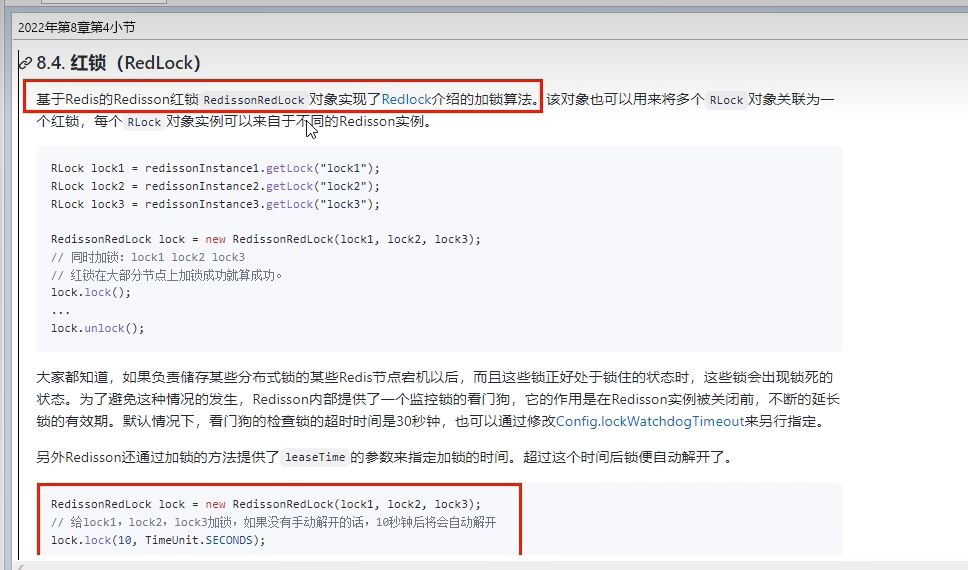 2022年第8章第4小节
8.4. 红锁（RedLock）
基于Redis的Redisson红锁 RedissonRedLock 对象实现了Redlock介绍的加锁算法。该对象也可以用来将多个 RLock 对象关联为一
个红锁，每个 RLock 对象实例可以来自于不同的Redisson实例。
RLock lock1 = redissonInstance1.getLock("lock1");
RLock lock2 = redissonInstance2.getLock("lock2");
RLock lock3 = redissonInstance3.getLock("lock3");
RedissonRedLock lock = new RedissonRedLock(lock1, lock2, lock3);
// 同时加锁：lock1 lock2 lock3
// 红锁在大部分节点上加锁成功就算成功。
lock.lock();
...
lock.unlock();
大家都知道，如果负责储存某些分布式锁的某些Redis节点宕机以后，而且这些锁正好处于锁住的状态时，这些锁会出现锁死的
状态。为了避免这种情况的发生，Redisson内部提供了一个监控锁的看门狗，它的作用是在Redisson实例被关闭前，不断的延长
锁的有效期。默认情况下，看门狗的检查锁的超时时间是30秒钟，也可以通过修改Config.lockWatchdogTimeout来另行指定。
另外Redisson还通过加锁的方法提供了 leaseTime 的参数来指定加锁的时间。超过这个时间后锁便自动解开了。
RedissonRedLock lock = new RedissonRedLock(lock1, lock2, lock3);
// 给lock1，lock2，lock3加锁，如果没有手动解开的话，10秒钟后将会自动解开
lock.lock(10, TimeUnit.SECONDS);